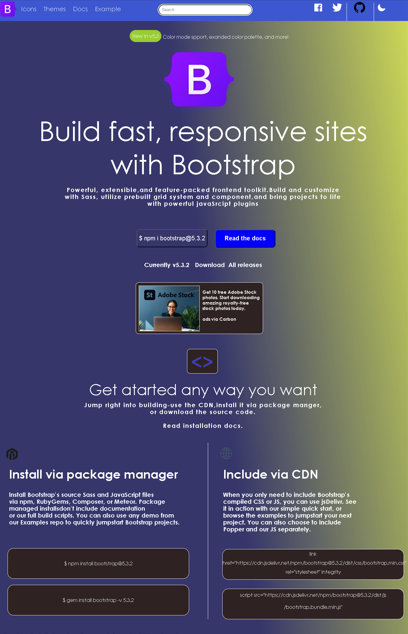 B Icons Themes Docs Example Search
New in v5.3 Color mode spport, exanded color palette, and more!
B
Build fast, responsive sites
with Bootstrap
Powerful, extensible,and feature-packed frontend toolkit.Build and customize
with Sass, utilize prebuilt grid system and component,and bring projects to life
with powerful javaStcipt plugins
$ npm i bootstrap@5.3.2 Read the docs
Currently v5.3.2 Download All releases
St Adobe Stock
Get 10 free Adobe Stock
photos. Start downloading
amazing royalty-free
stock photos today.
ads via Carbon
<>
Get atarted any way you want
Jump right into building-use the CDN,install it via package manger,
or download the source code.
Read installation docs.
Install via package manager
Install Bootstrap's source Sass and JavaScript files
via npm, RubyGems, Composer, or Meteor. Package
managed installsdon't include documentation
or our full build scripts. You can also use any demo from
our Examples repo to quickly jumpstart Bootstrap projects.
$ npm install bootstrap@5.3.2
$ gem install bootstrap -v 5.3.2
Include via CDN
When you only need to include Bootstrap's
compiled CSS or JS, you can use jsDelivr. See
it in action with our simple quick start, or
browse the examples to jumpstart your next
project. You can also choose to include
Popper and our JS separately.
link
href="https://cdn.jsdelivr.net/npm/bootstrap@5.3.2/dist/css/bootstrap.min.css"
rel="stylesheet" integrity
script src="https://cdn.jsdelivr.net/npm/bootstrap@5.3.2/dist/js
/bootstrap.bundle.min.js"